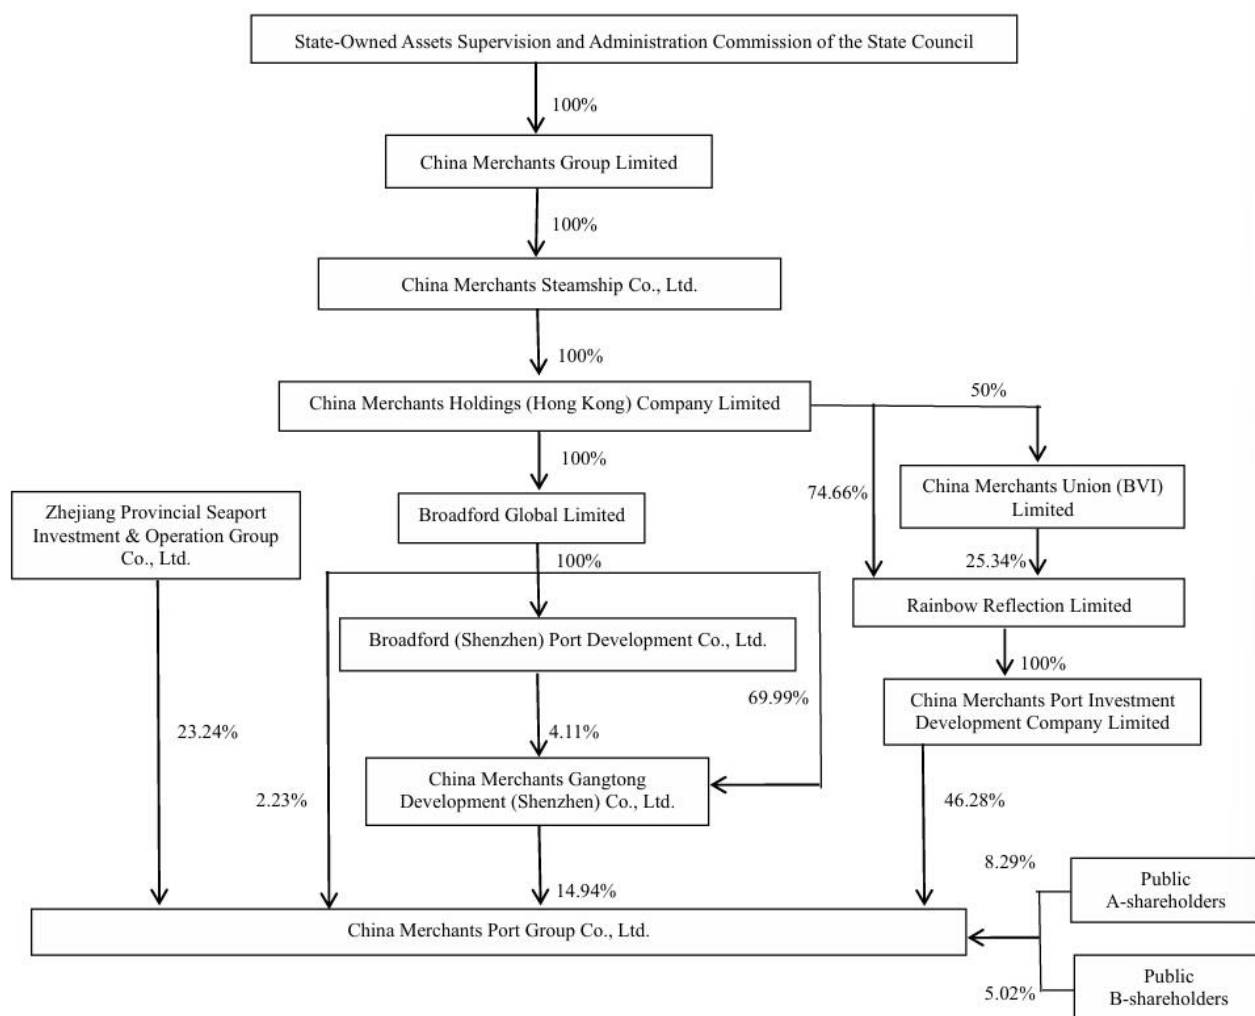 State-Owned Assets Supervision and Administration Commission of the State Council
100%
China Merchants Group Limited
100%
China Merchants Steamship Co., Ltd.
100%
China Merchants Holdings (Hong Kong) Company Limited
50%
100%
74.66%
China Merchants Union (BVI)
Limited
Zhejiang Provincial Seaport
Investment & Operation Group
Co., Ltd.
Broadford Global Limited
100%
25.34%
Rainbow Reflection Limited
Broadford (Shenzhen) Port Development Co., Ltd.
100%
69.99%
China Merchants Port Investment
Development Company Limited
23.24%
4.11%
China Merchants Gangtong
Development (Shenzhen) Co., Ltd.
2.23%
46.28%
14.94%
8.29%
Public
A-shareholders
China Merchants Port Group Co., Ltd.
5.02%
Public
B-shareholders